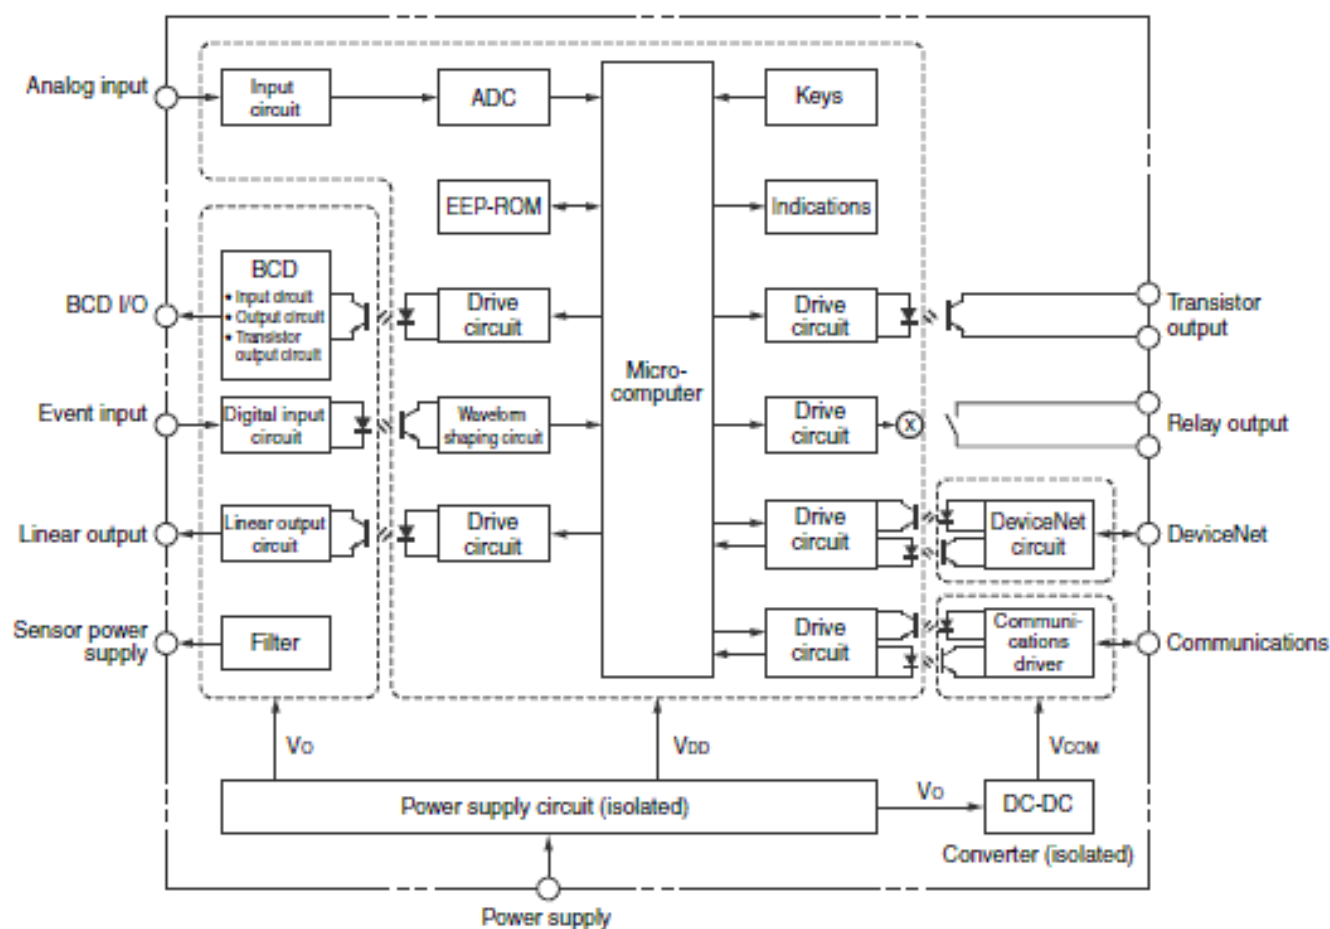 Analog input
Input
circuit
ADC
Keys
EEP-ROM
Indications
BCD I/O
BCD
• Input circuit
• Output circuit
• Transistor
output circuit
Drive
circuit
Micro-
computer
Drive
circuit
Transistor
output
Event input
Digital input
circuit
Waveform
shaping circuit
Drive
circuit
X
Relay output
Linear output
Linear output
circuit
Drive
circuit
Drive
circuit
DeviceNet
circuit
DeviceNet
Sensor power
supply
Filter
Drive
circuit
Communi-
cations
driver
Communications
VO
VDD
VCOM
Power supply circuit (isolated)
VO
DC-DC
Converter (isolated)
Power supply